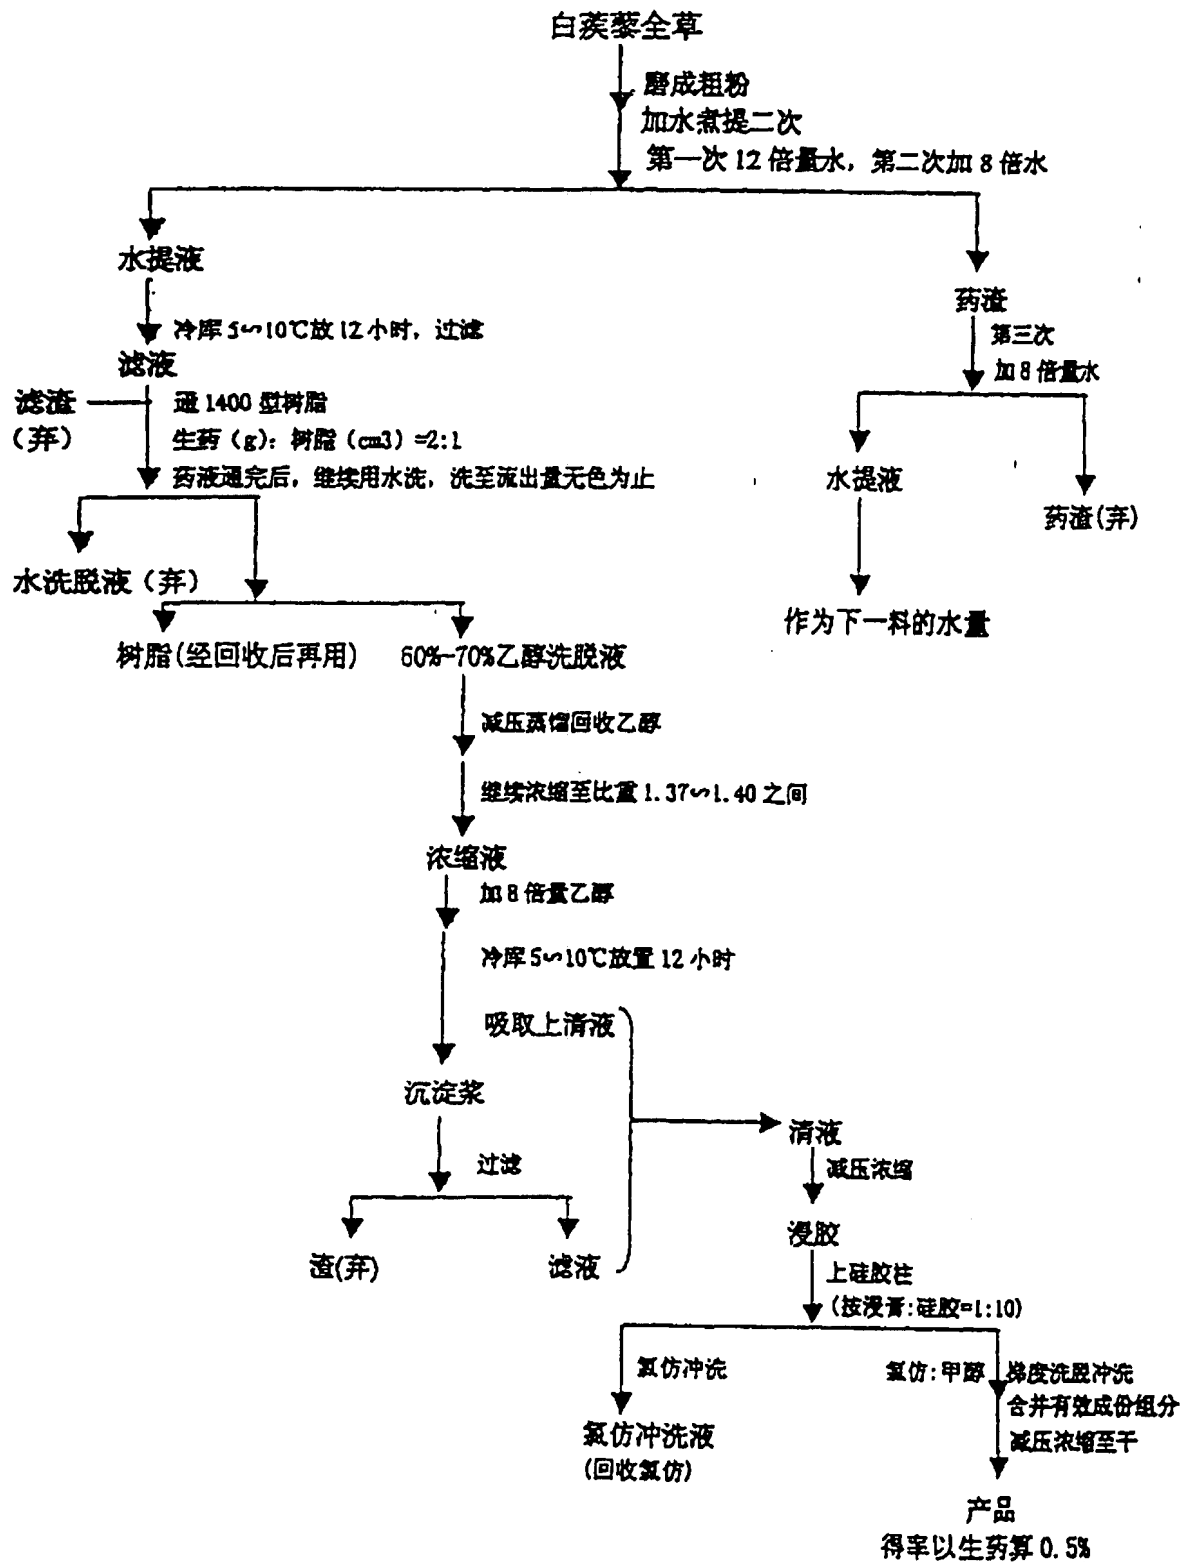 白蒺藜全草
磨成粗粉
加水煮提二次
第一次12倍量水，第二次加8倍水
水提液
药渣
冷库5~10℃放12小时，过滤
第三次
加8倍量水
滤液
滤渣
（弃）
通1400型树脂
生药（g）：树脂（cm3）=2:1
药液通完后，继续用水洗，洗至流出量无色为止
水提液
药渣(弃)
水洗脱液（弃）
作为下一料的水量
树脂(经回收后再用)
60%-70%乙醇洗脱液
减压蒸馏回收乙醇
继续浓缩至比重1.37~1.40之间
浓缩液
加8倍量乙醇
冷库5~10℃放置12小时
吸取上清液
沉淀浆
清液
过滤
减压浓缩
渣(弃)
滤液
浸胶
上硅胶柱
(按浸膏:硅胶=1:10)
氯仿冲洗
氯仿:甲醇
梯度洗脱冲洗
合并有效成份组分
减压浓缩至干
氯仿冲洗液
(回收氯仿)
产品
得率以生药算0.5%